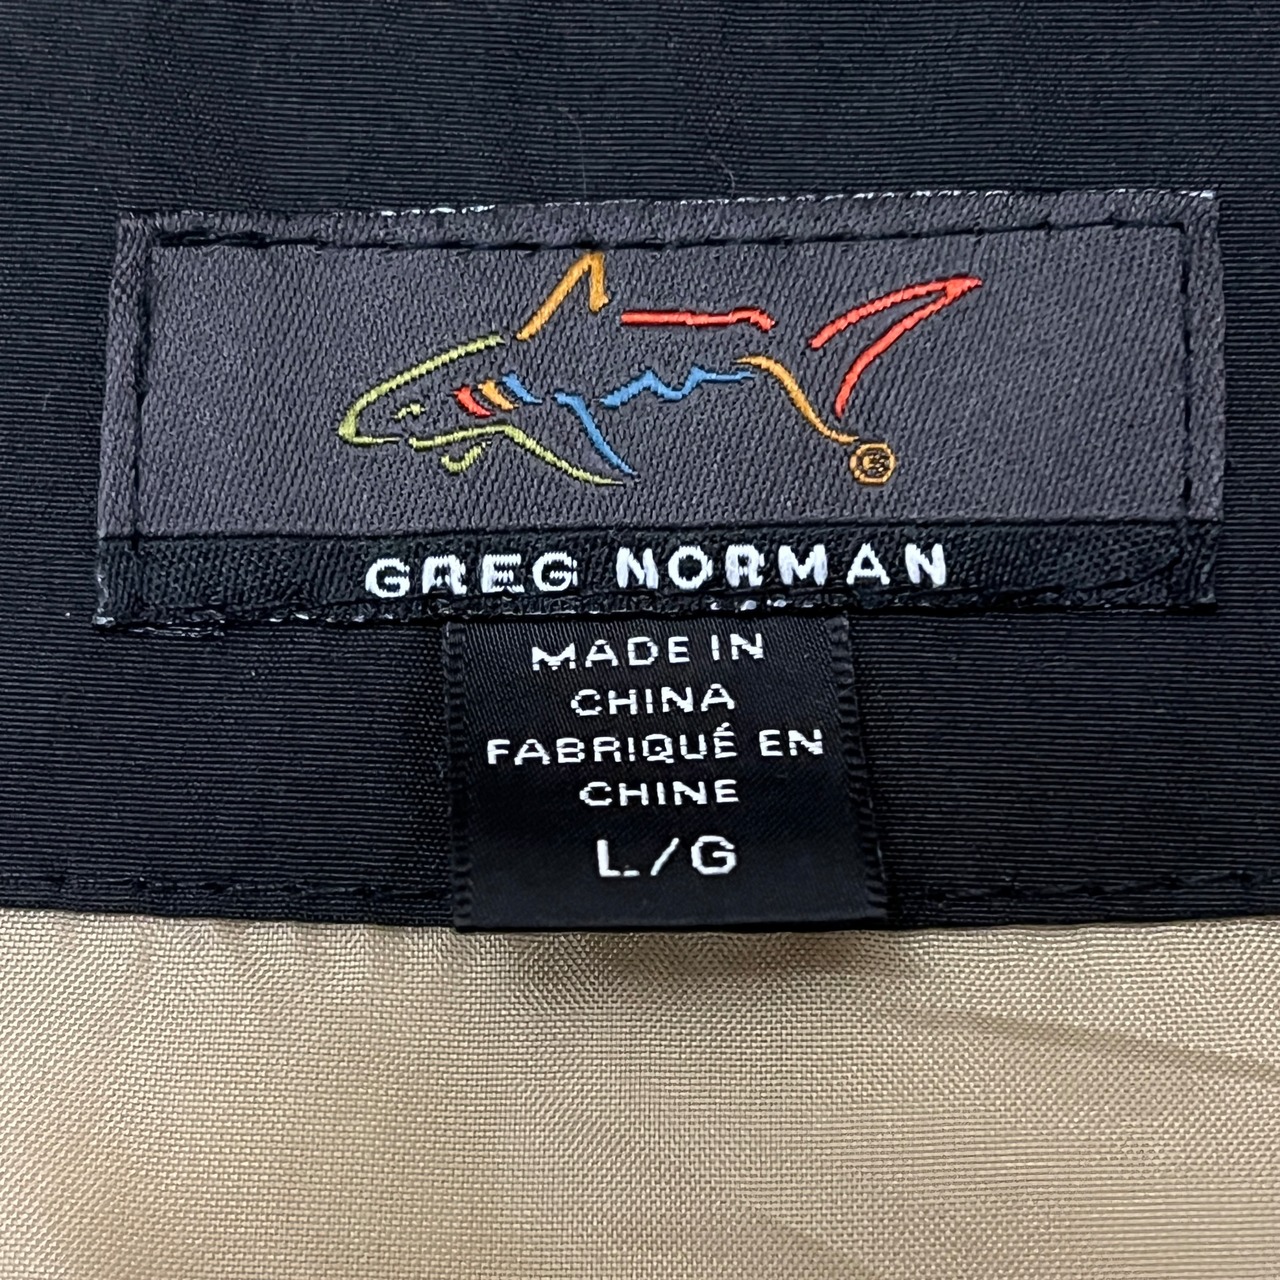 GREG NORMAN
MADE IN
CHINA
FABRIQUÉ EN
CHINE
L/G